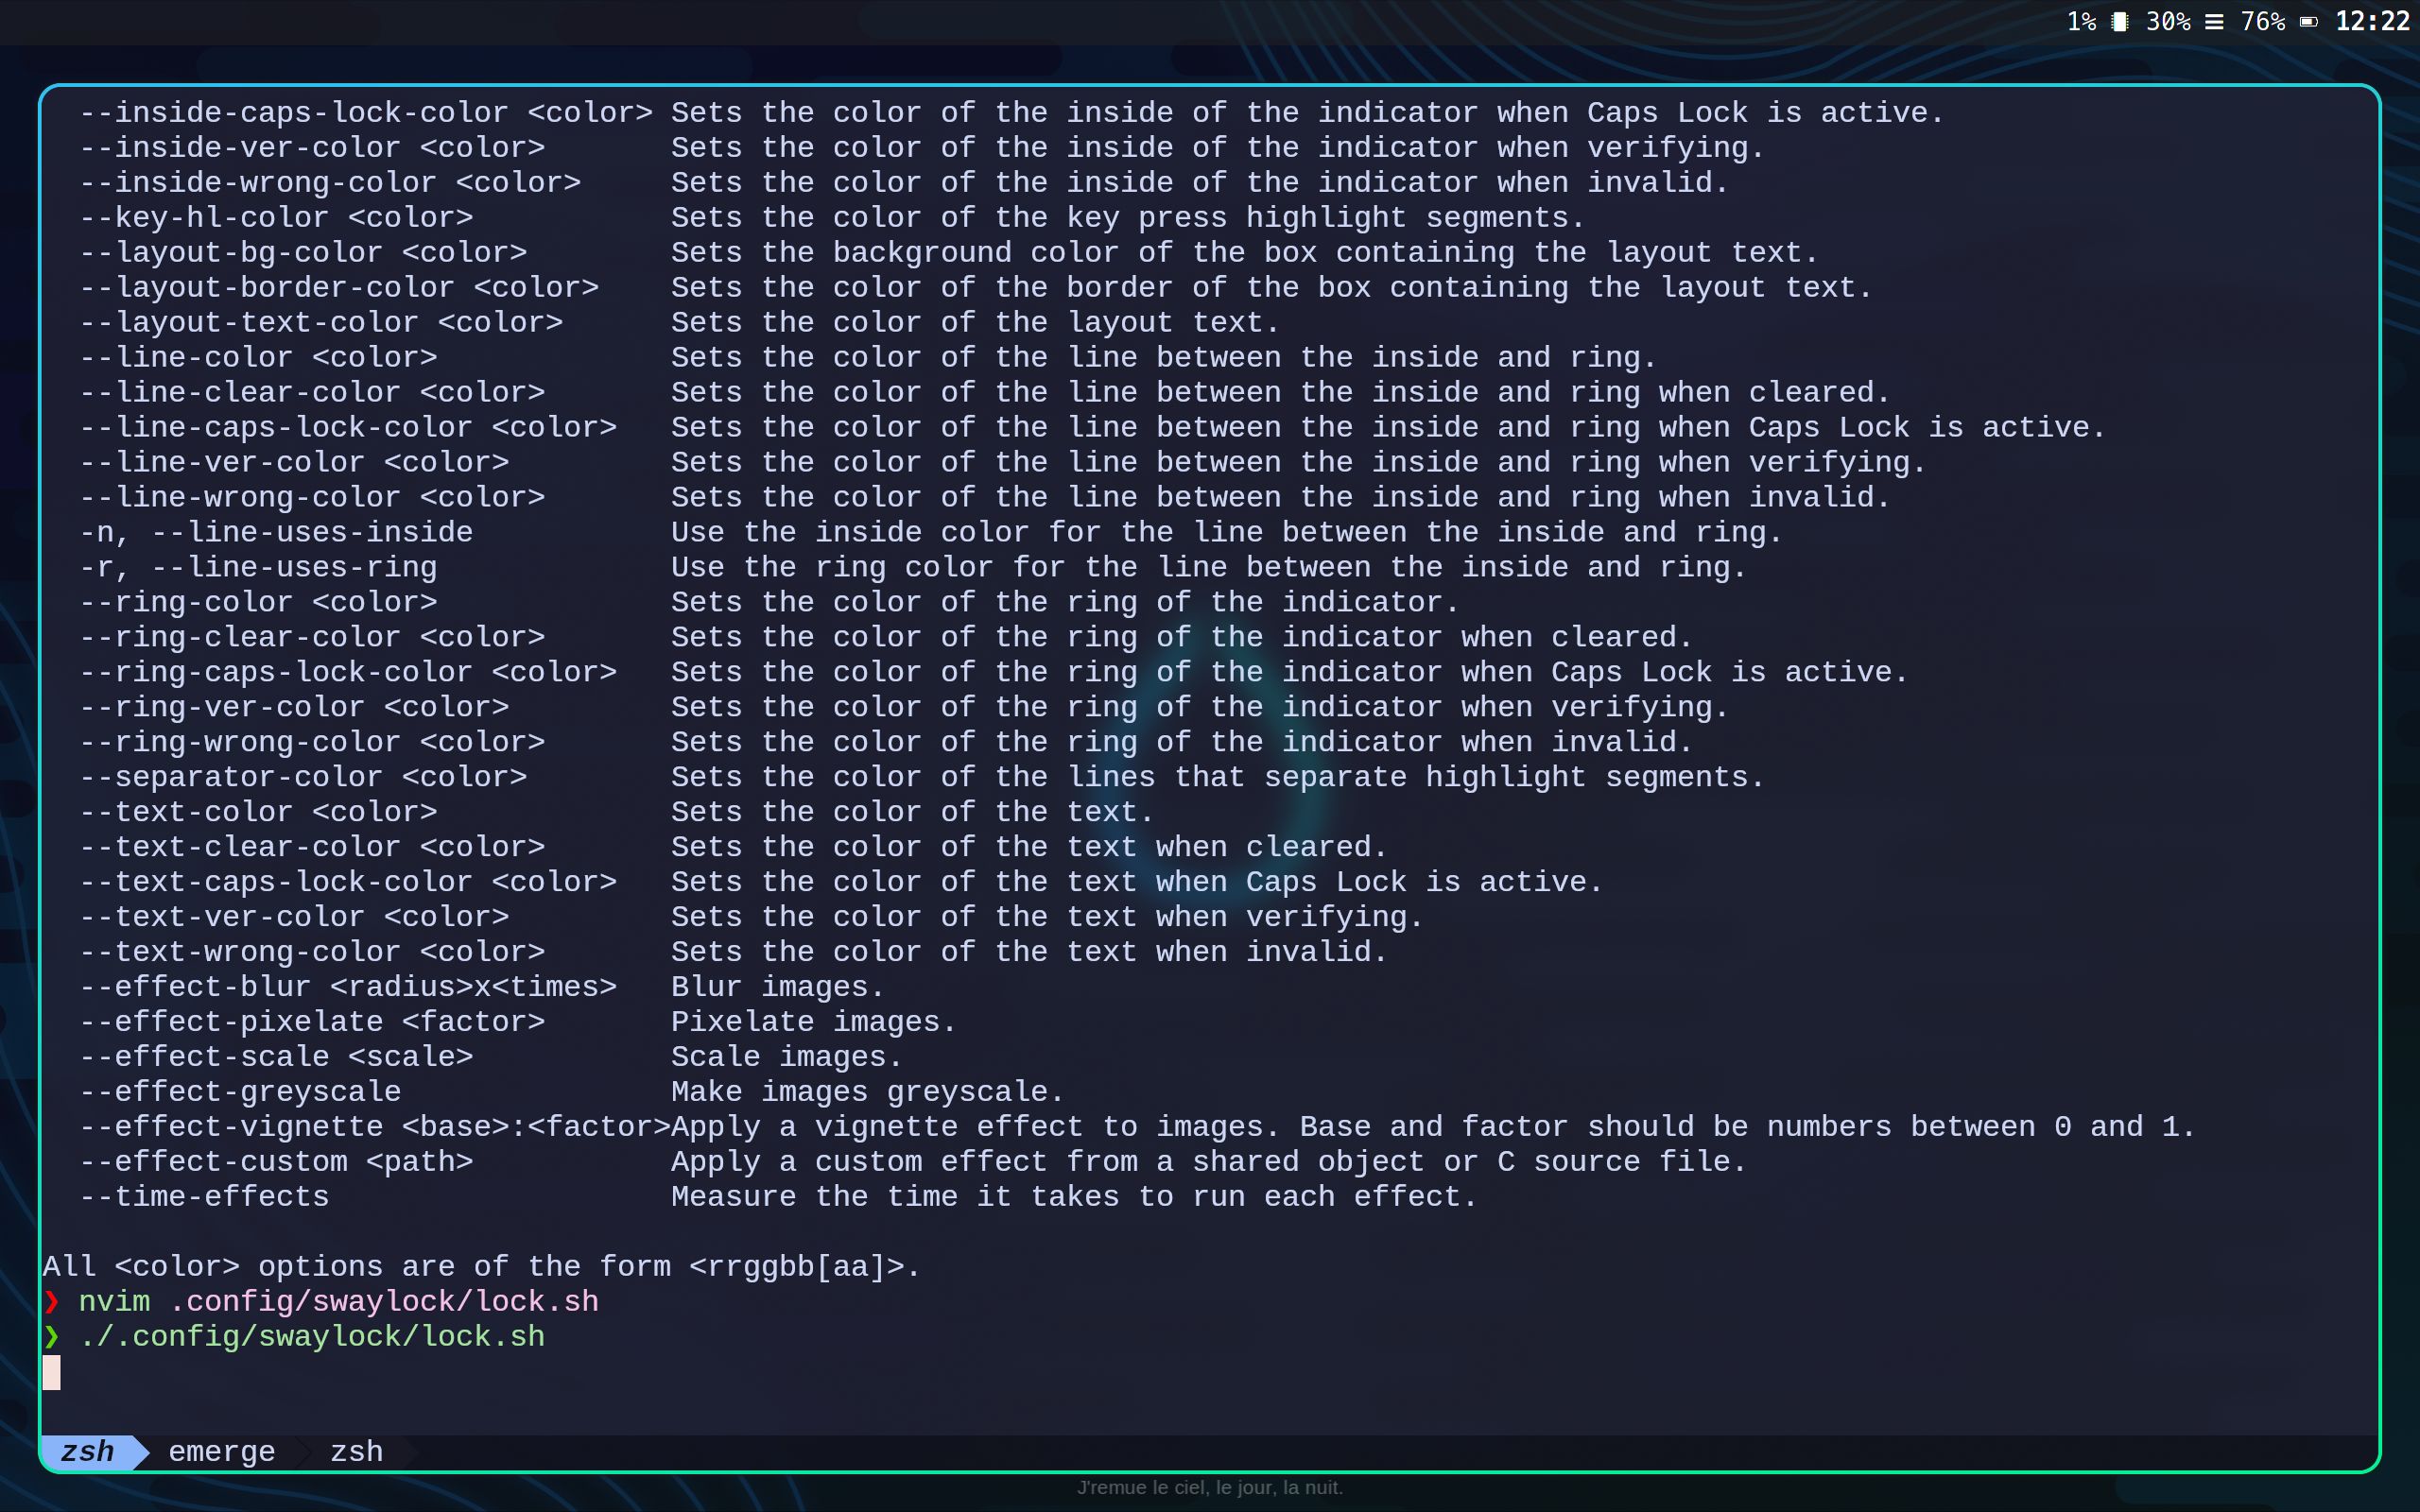 1% 30% 76% 12:22
--inside-caps-lock-color <color> Sets the color of the inside of the indicator when Caps Lock is active.
--inside-ver-color <color> Sets the color of the inside of the indicator when verifying.
--inside-wrong-color <color> Sets the color of the inside of the indicator when invalid.
--key-hl-color <color> Sets the color of the key press highlight segments.
--layout-bg-color <color> Sets the background color of the box containing the layout text.
--layout-border-color <color> Sets the color of the border of the box containing the layout text.
--layout-text-color <color> Sets the color of the layout text.
--line-color <color> Sets the color of the line between the inside and ring.
--line-clear-color <color> Sets the color of the line between the inside and ring when cleared.
--line-caps-lock-color <color> Sets the color of the line between the inside and ring when Caps Lock is active.
--line-ver-color <color> Sets the color of the line between the inside and ring when verifying.
--line-wrong-color <color> Sets the color of the line between the inside and ring when invalid.
-n, --line-uses-inside Use the inside color for the line between the inside and ring.
-r, --line-uses-ring Use the ring color for the line between the inside and ring.
--ring-color <color> Sets the color of the ring of the indicator.
--ring-clear-color <color> Sets the color of the ring of the indicator when cleared.
--ring-caps-lock-color <color> Sets the color of the ring of the indicator when Caps Lock is active.
--ring-ver-color <color> Sets the color of the ring of the indicator when verifying.
--ring-wrong-color <color> Sets the color of the ring of the indicator when invalid.
--separator-color <color> Sets the color of the lines that separate highlight segments.
--text-color <color> Sets the color of the text.
--text-clear-color <color> Sets the color of the text when cleared.
--text-caps-lock-color <color> Sets the color of the text when Caps Lock is active.
--text-ver-color <color> Sets the color of the text when verifying.
--text-wrong-color <color> Sets the color of the text when invalid.
--effect-blur <radius>x<times> Blur images.
--effect-pixelate <factor> Pixelate images.
--effect-scale <scale> Scale images.
--effect-greyscale Make images greyscale.
--effect-vignette <base>:<factor>Apply a vignette effect to images. Base and factor should be numbers between 0 and 1.
--effect-custom <path> Apply a custom effect from a shared object or C source file.
--time-effects Measure the time it takes to run each effect.
All <color> options are of the form <rrggbb[aa]>.
❯ nvim .config/swaylock/lock.sh
❯ ./.config/swaylock/lock.sh
zsh emerge zsh
J'remue le ciel, le jour, la nuit.